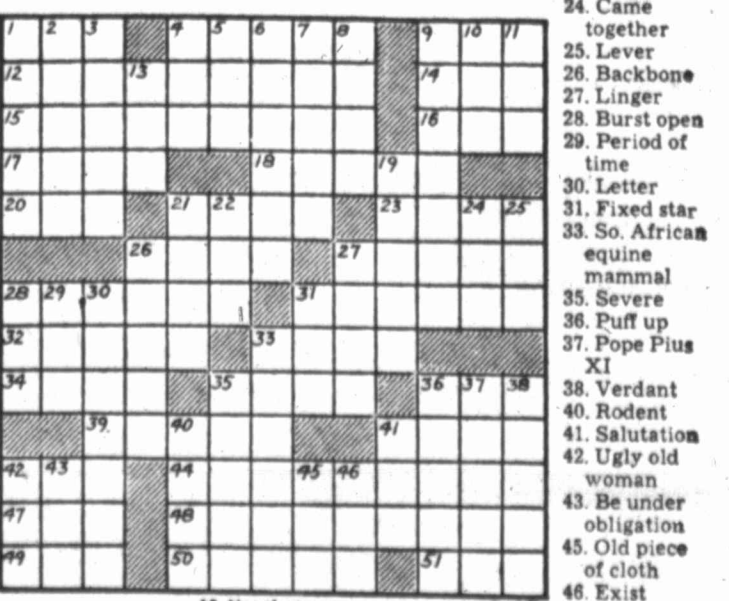 1 2 3 4 5 6 7 8 9 10 11
12 13 14
15 16
17 18 19
20 21 22 23 24 25
26 27
28 29 30 31
32 33
34 35 36 37 38
39 40 41
42 43 44 45 46
47 48
49 50 51
24. Came
together
25. Lever
26. Backbone
27. Linger
28. Burst open
29. Period of
time
30. Letter
31. Fixed star
33. So. African
equine
mammal
35. Severe
36. Puff up
37. Pope Pius
XI
38. Verdant
40. Rodent
41. Salutation
42. Ugly old
woman
43. Be under
obligation
45. Old piece
of cloth
46. Exist